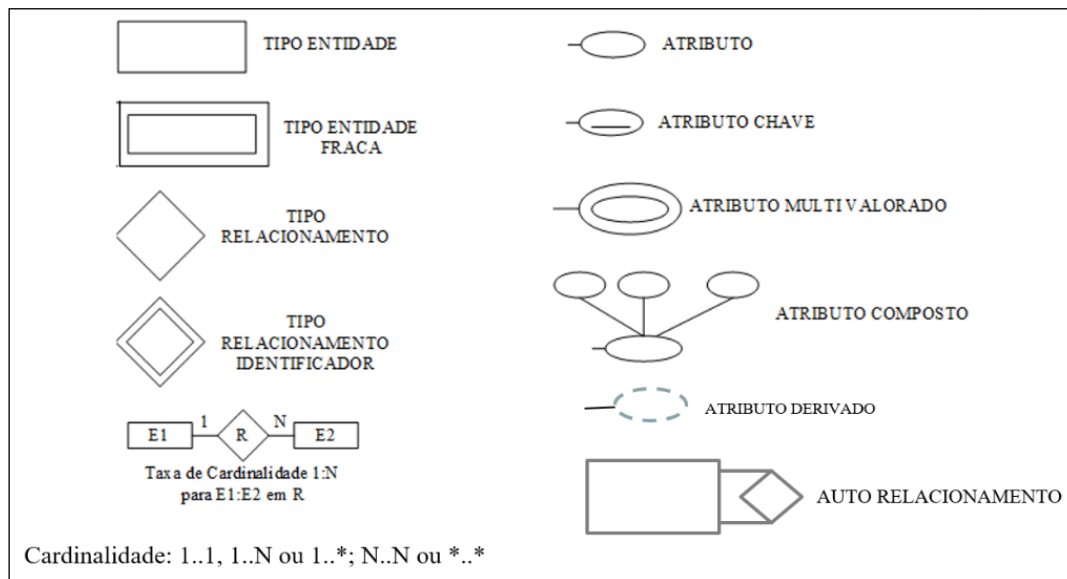 TIPO ENTIDADE
TIPO ENTIDADE
FRACA
TIPO
RELACIONAMENTO
TIPO
RELACIONAMENTO
IDENTIFICADOR
E1
1
R
N
E2
Taxa de Cardinalidade 1:N
para E1:E2 em R
ATRIBUTO
ATRIBUTO CHAVE
ATRIBUTO MULTIVALORADO
ATRIBUTO COMPOSTO
ATRIBUTO DERIVADO
AUTO RELACIONAMENTO
Cardinalidade: 1..1, 1..N ou 1..*; N..N ou *..*